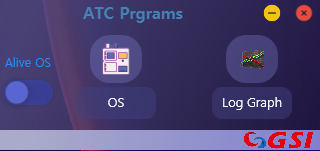 ATC Prgrams
Alive OS
OS
Log Graph
GSI